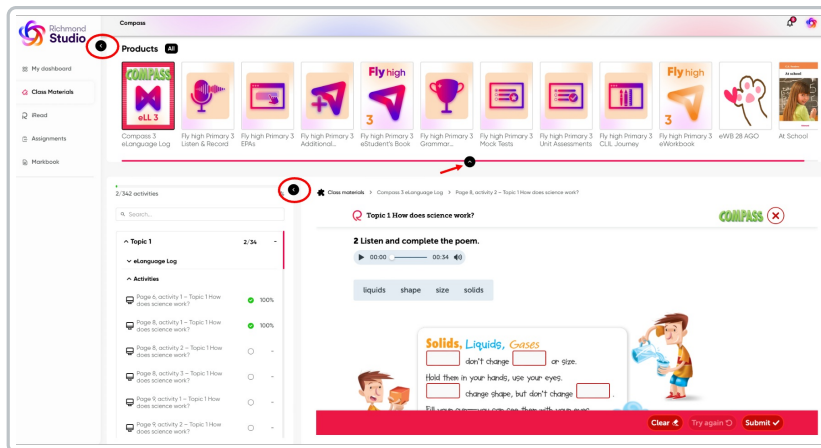 Richmond
Studio
Compass
My dashboard
Class Materials
iRead
Assignments
Markbook
Products All
COMPASS
eLL 3
Compass 3
eLanguage Log
Fly high Primary 3
Listen & Record
Fly high Primary 3
EPAs
Fly high Primary 3
Additional...
Fly high
3
Fly high Primary 3
eStudent's Book
Fly high Primary 3
Grammar...
Fly high Primary 3
Mock Tests
Fly high Primary 3
Unit Assessments
Fly high Primary 3
CLIL Journey
Fly high
3
Fly high Primary 3
eWorkbook
eWB 28 AGO
At school
At School
2/342 activities
Search...
Topic 1 2/34 -
eLanguage Log
Activities
Page 6, activity 1 – Topic 1 How
does science work? 100%
Page 8, activity 1 – Topic 1 How
does science work? 100%
Page 8, activity 2 – Topic 1 How
does science work? -
Page 8, activity 3 – Topic 1 How
does science work? -
Page 9, activity 1 – Topic 1 How
does science work? -
Page 9, activity 2 – Topic 1 How
does science work? -
Class materials > Compass 3 eLanguage Log > Page 8, activity 2 – Topic 1 How does science work?
Topic 1 How does science work?
COMPASS
2 Listen and complete the poem.
00:00 00:34
liquids shape size solids
Solids, Liquids, Gases
don't change or size.
Hold them in your hands, use your eyes.
change shape, but don't change .
you can see them with your eyes
Clear Try again Submit